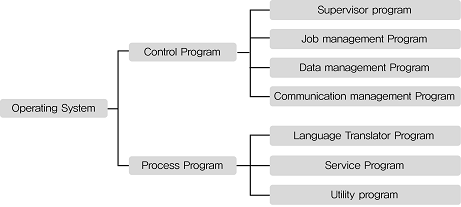 Operating System
Control Program
Supervisor program
Job management Program
Data management Program
Communication management Program
Process Program
Language Translator Program
Service Program
Utility program